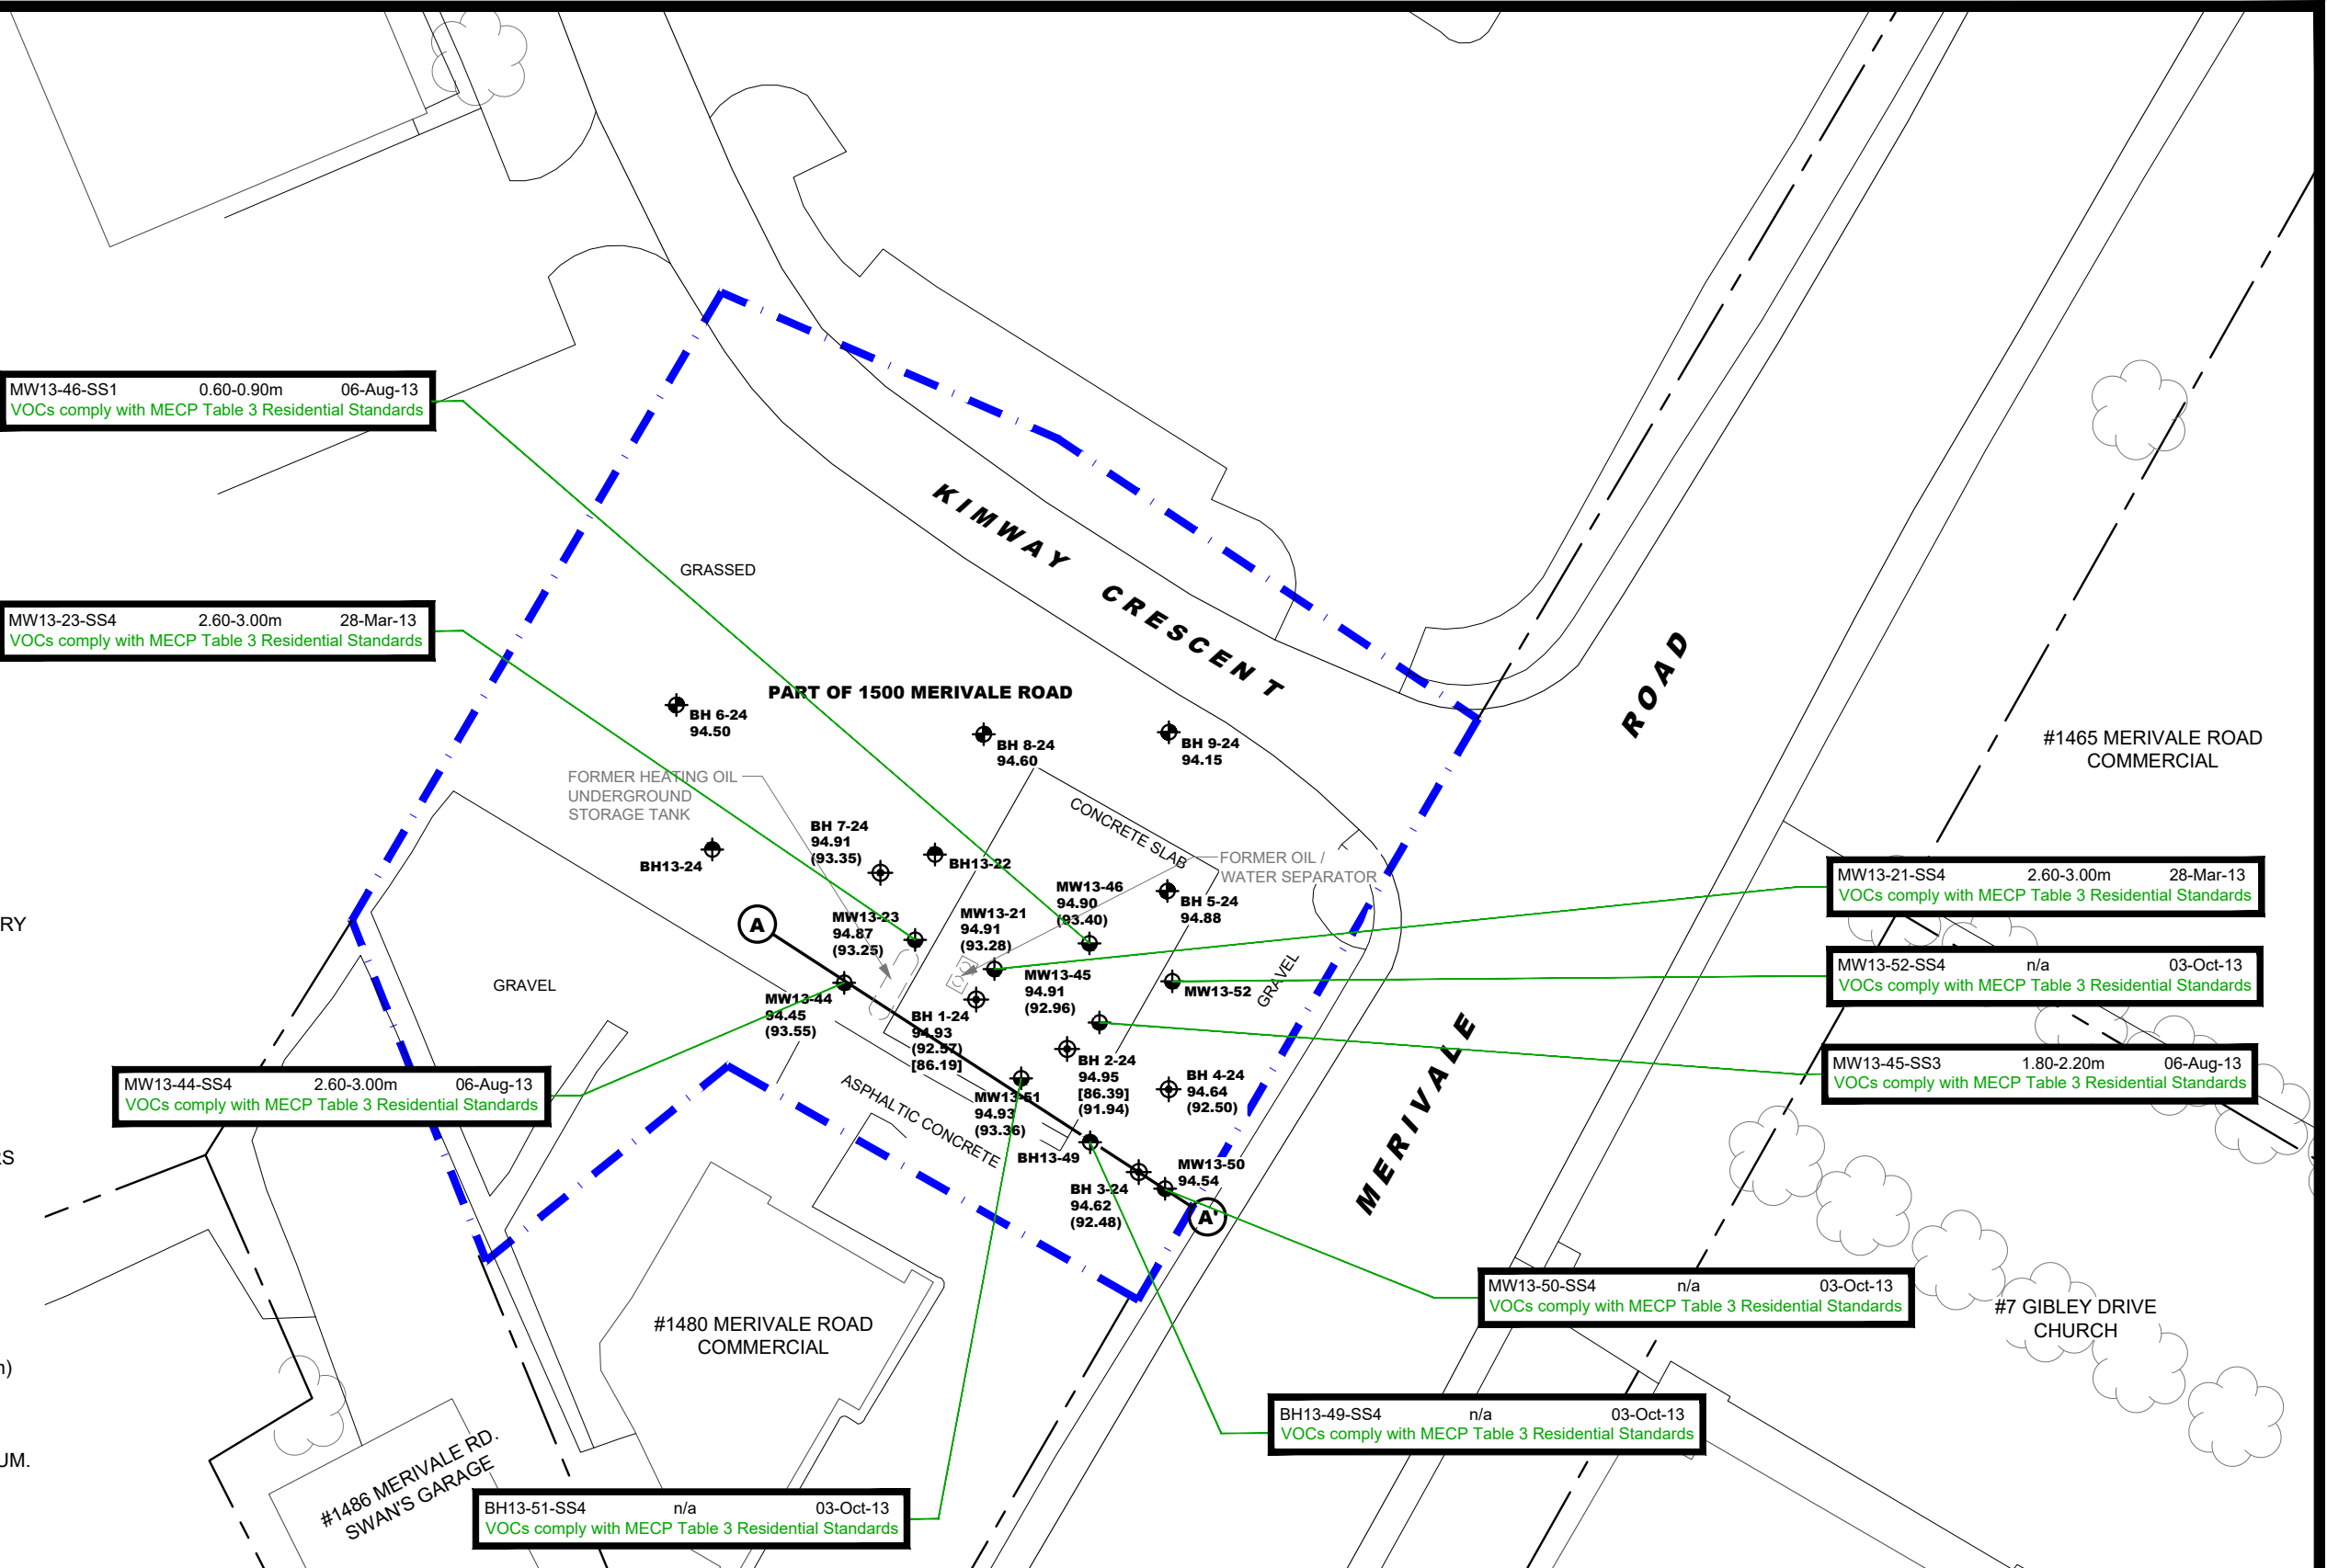 MW13-46-SS1 0.60-0.90m 06-Aug-13
VOCs comply with MECP Table 3 Residential Standards
KIMWAY CRESCENT
GRASSED
MW13-23-SS4 2.60-3.00m 28-Mar-13
VOCs comply with MECP Table 3 Residential Standards
ROAD
PART OF 1500 MERIVALE ROAD
BH 6-24
94.50
BH 8-24
94.60
BH 9-24
94.15
#1465 MERIVALE ROAD
COMMERCIAL
FORMER HEATING OIL
UNDERGROUND
STORAGE TANK
CONCRETE SLAB
BH 7-24
94.91
(93.35)
BH13-24
BH13-22
FORMER OIL /
WATER SEPARATOR
MW13-46
94.90
(93.40)
BH 5-24
94.88
MW13-21-SS4 2.60-3.00m 28-Mar-13
VOCs comply with MECP Table 3 Residential Standards
RY
A
MW13-23
94.87
(93.25)
MW13-21
94.91
(93.28)
MW13-52-SS4 n/a 03-Oct-13
VOCs comply with MECP Table 3 Residential Standards
GRAVEL
MW13-45
94.91
(92.96)
MW13-52
GRAVEL
MW13-44
94.45
(93.55)
BH 1-24
94.93
(92.57)
[86.19]
BH 2-24
94.95
[86.39]
(91.94)
BH 4-24
94.64
(92.50)
MW13-45-SS3 1.80-2.20m 06-Aug-13
VOCs comply with MECP Table 3 Residential Standards
MW13-44-SS4 2.60-3.00m 06-Aug-13
VOCs comply with MECP Table 3 Residential Standards
ASPHALTIC CONCRETE
MW13-51
94.93
(93.36)
MERIVALE
RS
BH13-49
MW13-50
94.54
BH 3-24
94.62
(92.48)
A'
MW13-50-SS4 n/a 03-Oct-13
VOCs comply with MECP Table 3 Residential Standards
#7 GIBLEY DRIVE
CHURCH
#1480 MERIVALE ROAD
COMMERCIAL
n)
BH13-49-SS4 n/a 03-Oct-13
VOCs comply with MECP Table 3 Residential Standards
UM.
#1486 MERIVALE RD.
SWAN'S GARAGE
BH13-51-SS4 n/a 03-Oct-13
VOCs comply with MECP Table 3 Residential Standards